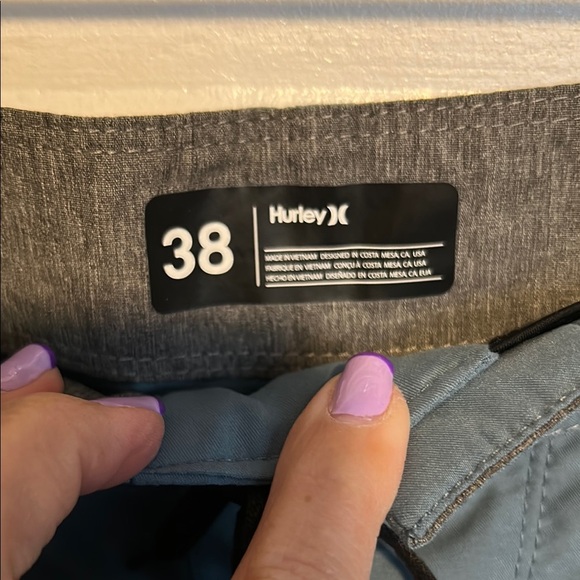 38
Hurley
MADE IN VIETNAM DESIGNED IN COSTA MESA, CA, USA
FABRIQUE EN VIETNAM CONÇU À COSTA MESA, CA, USA
HECHO EN VIETNAM DISEÑADO EN COSTA MESA, CA, EUA